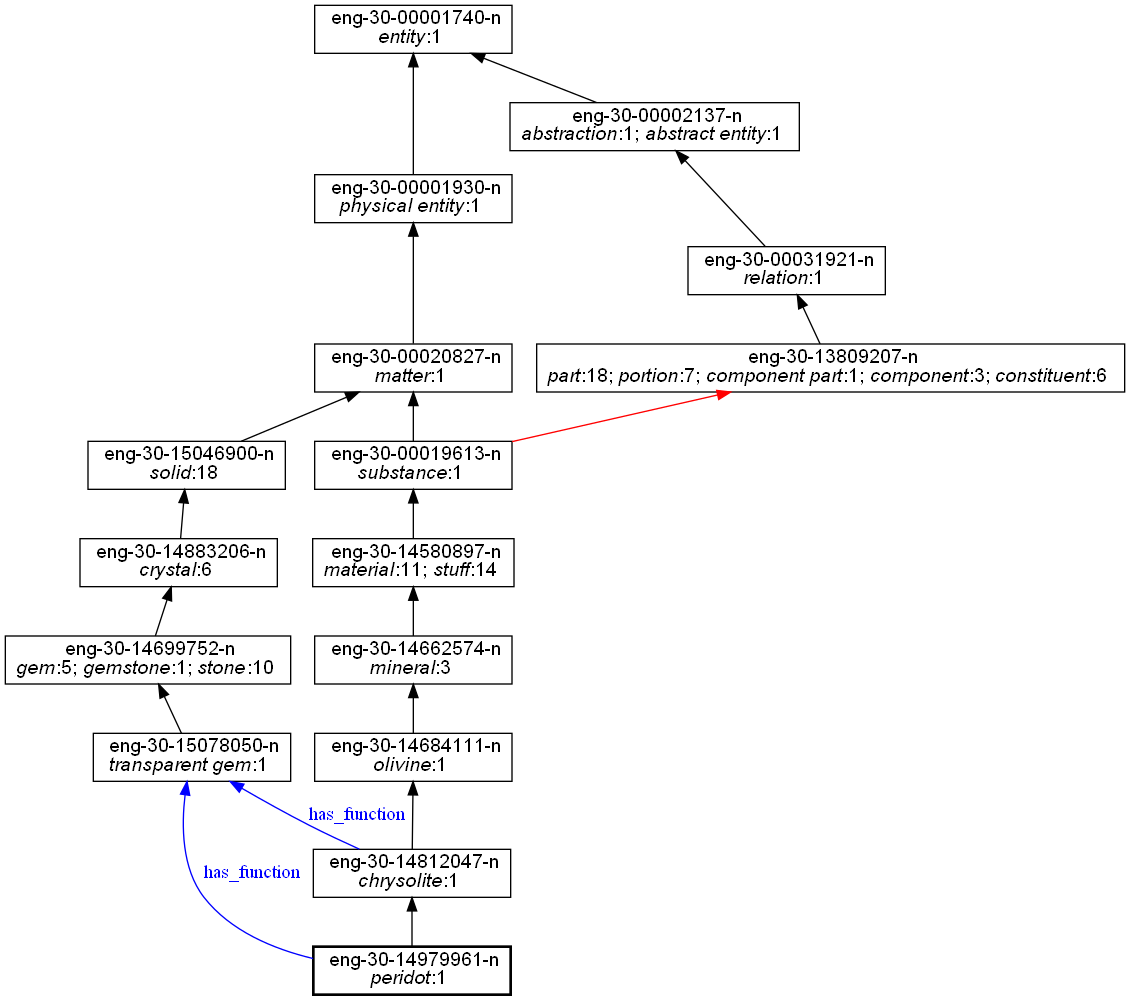 eng-30-00001740-n
entity:1
eng-30-00002137-n
abstraction:1; abstract entity:1
eng-30-00001930-n
physical entity:1
eng-30-00031921-n
relation:1
eng-30-00020827-n
matter:1
eng-30-13809207-n
part:18; portion:7; component part:1; component:3; constituent:6
eng-30-15046900-n
solid:18
eng-30-00019613-n
substance:1
eng-30-14883206-n
crystal:6
eng-30-14580897-n
material:11; stuff:14
eng-30-14699752-n
gem:5; gemstone:1; stone:10
eng-30-14662574-n
mineral:3
eng-30-15078050-n
transparent gem:1
eng-30-14684111-n
olivine:1
has_function
has_function
eng-30-14812047-n
chrysolite:1
eng-30-14979961-n
peridot:1